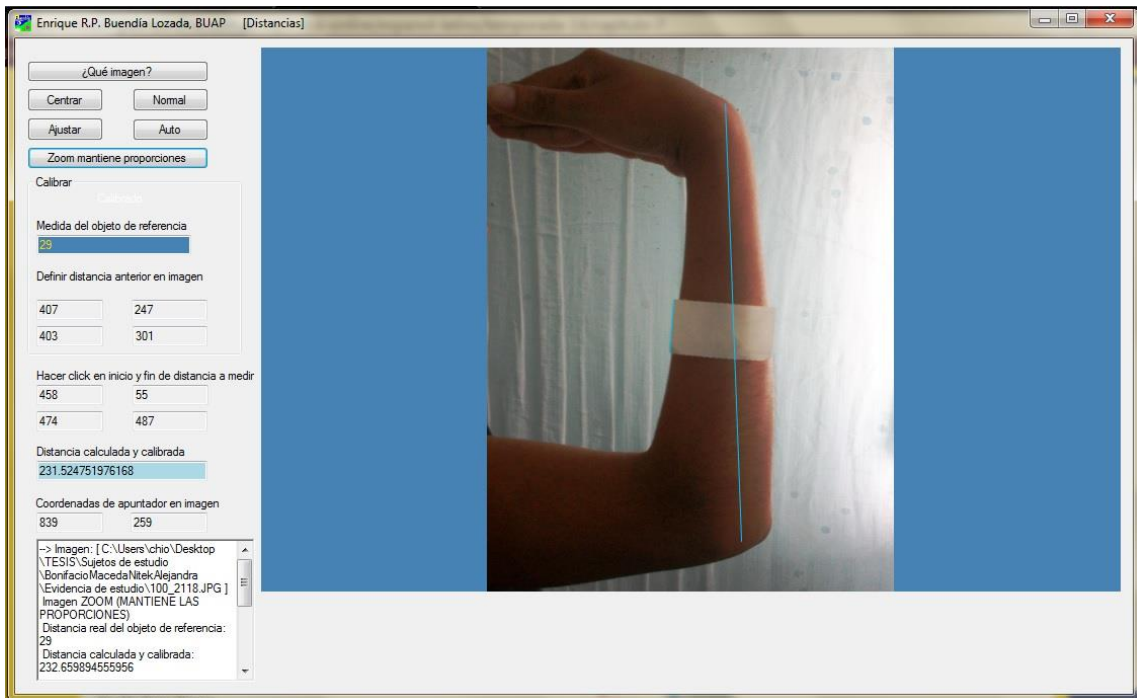 Enrique R.P. Buendía Lozada, BUAP [Distancias]
¿Qué imagen?
Centrar Normal
Ajustar Auto
Zoom mantiene proporciones
Calibrar
Calibrado
Medida del objeto de referencia
29
Definir distancia anterior en imagen
407 247
403 301
Hacer click en inicio y fin de distancia a medir
458 55
474 487
Distancia calculada y calibrada
231.524751976168
Coordenadas de apuntador en imagen
839 259
--> Imagen: [ C:\Users\chio\Desktop
\TESIS\Sujetos de estudio
\BonifacioMacedaNitekAlejandra
\Evidencia de estudio\100_2118.JPG ]
Imagen ZOOM (MANTIENE LAS
PROPORCIONES)
Distancia real del objeto de referencia:
29
Distancia calculada y calibrada:
232.659894555956